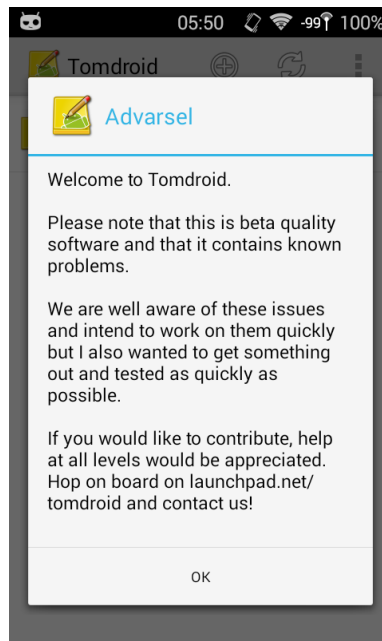 05:50 -99 100%
Tomdroid
Advarsel
Welcome to Tomdroid.
Please note that this is beta quality
software and that it contains known
problems.
We are well aware of these issues
and intend to work on them quickly
but I also wanted to get something
out and tested as quickly as
possible.
If you would like to contribute, help
at all levels would be appreciated.
Hop on board on launchpad.net/
tomdroid and contact us!
OK